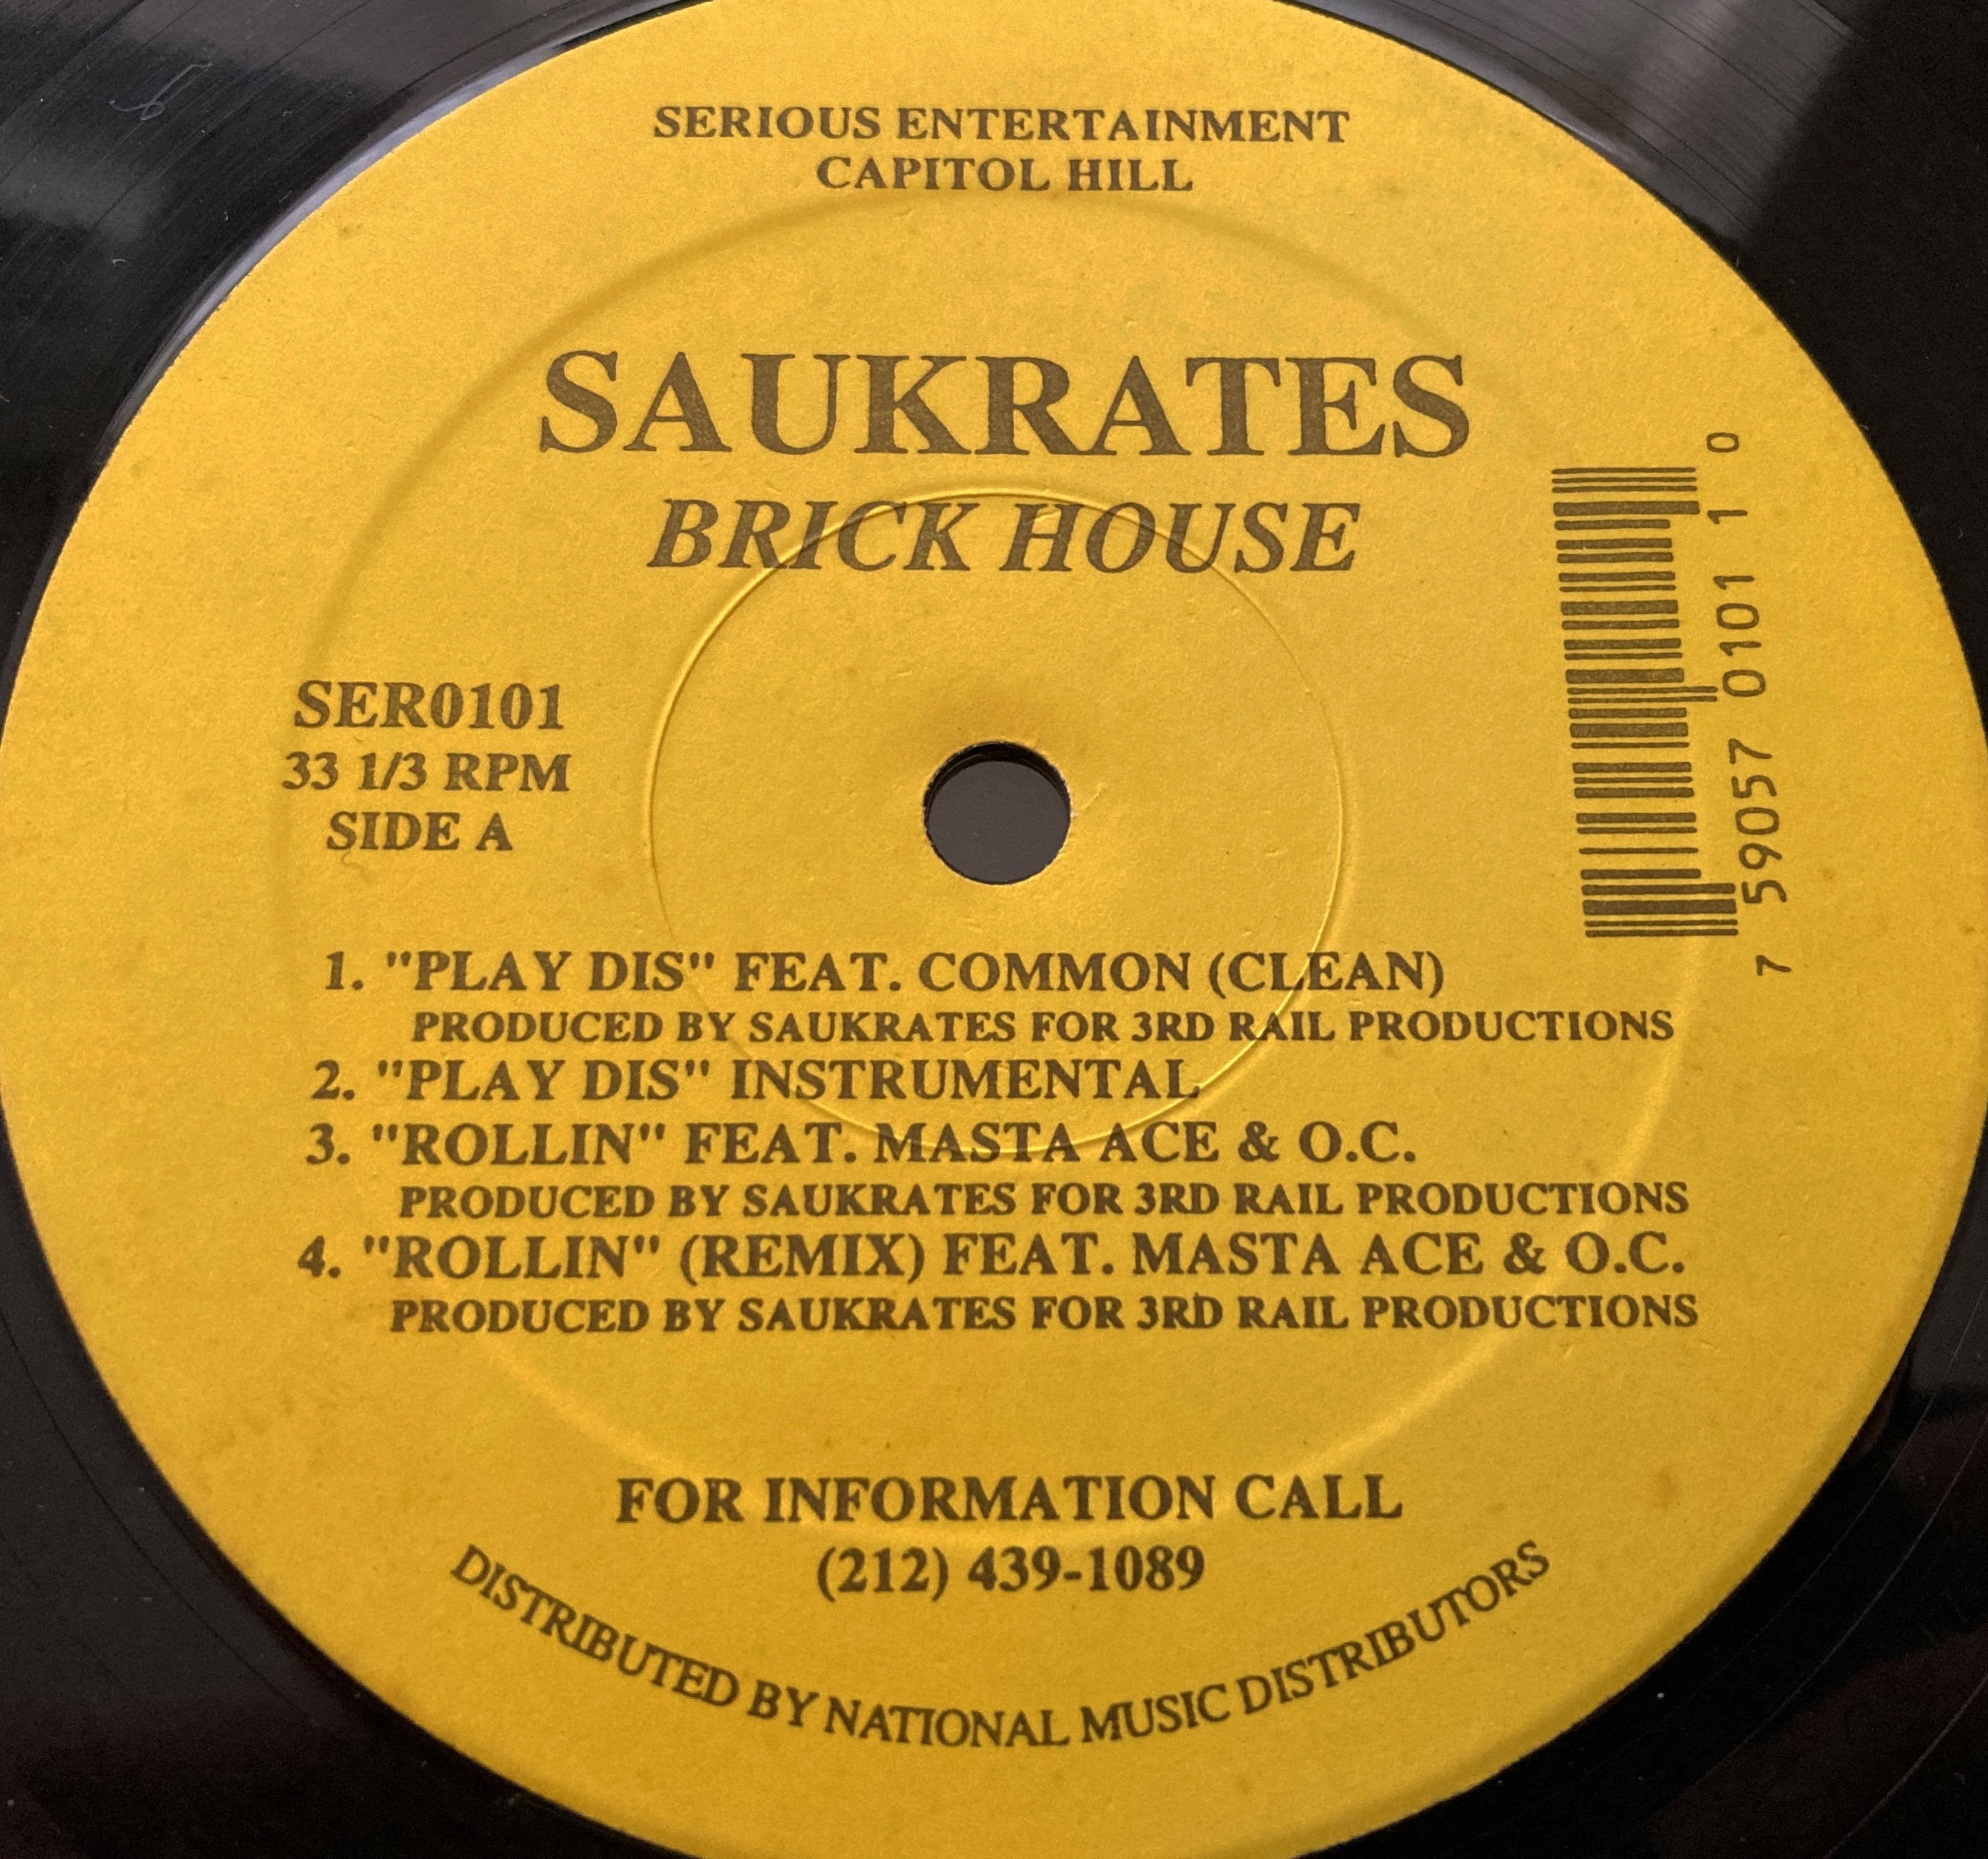 SERIOUS ENTERTAINMENT
CAPITOL HILL
SAUKRATES
BRICK HOUSE
SER0101
33 1/3 RPM
SIDE A
7 59057 0101 1 0
1. "PLAY DIS" FEAT. COMMON (CLEAN)
PRODUCED BY SAUKRATES FOR 3RD RAIL PRODUCTIONS
2. "PLAY DIS" INSTRUMENTAL
3. "ROLLIN" FEAT. MASTA ACE & O.C.
PRODUCED BY SAUKRATES FOR 3RD RAIL PRODUCTIONS
4. "ROLLIN" (REMIX) FEAT. MASTA ACE & O.C.
PRODUCED BY SAUKRATES FOR 3RD RAIL PRODUCTIONS
FOR INFORMATION CALL
(212) 439-1089
DISTRIBUTED BY NATIONAL MUSIC DISTRIBUTORS